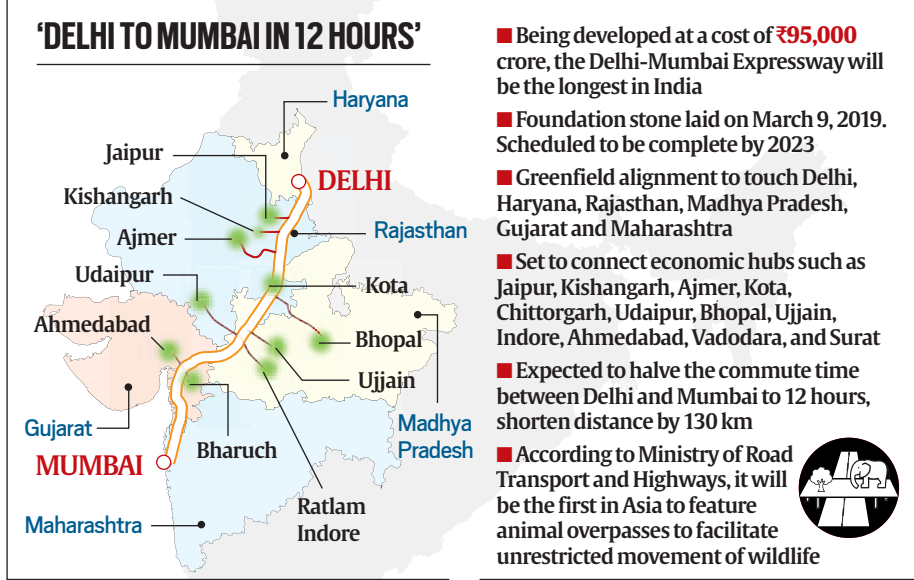 ‘DELHI TO MUMBAI IN 12 HOURS’
Haryana
Jaipur
DELHI
Kishangarh
Ajmer
Rajasthan
Udaipur
Kota
Ahmedabad
Bhopal
Ujjain
Gujarat
Bharuch
Madhya
Pradesh
MUMBAI
Ratlam
Indore
Maharashtra
Being developed at a cost of ₹95,000
crore, the Delhi-Mumbai Expressway will
be the longest in India
Foundation stone laid on March 9, 2019.
Scheduled to be complete by 2023
Greenfield alignment to touch Delhi,
Haryana, Rajasthan, Madhya Pradesh,
Gujarat and Maharashtra
Set to connect economic hubs such as
Jaipur, Kishangarh, Ajmer, Kota,
Chittorgarh, Udaipur, Bhopal, Ujjain,
Indore, Ahmedabad, Vadodara, and Surat
Expected to halve the commute time
between Delhi and Mumbai to 12 hours,
shorten distance by 130 km
According to Ministry of Road
Transport and Highways, it will
be the first in Asia to feature
animal overpasses to facilitate
unrestricted movement of wildlife